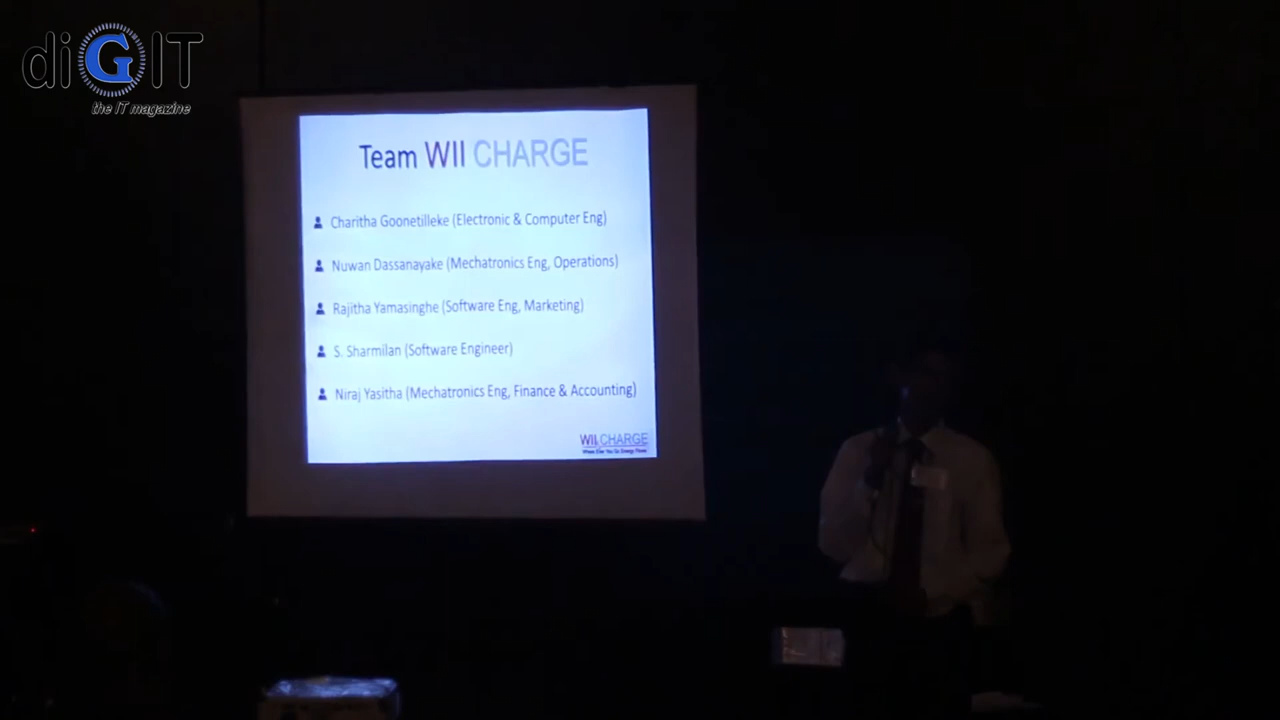 diGIT
the IT magazine
Team WII CHARGE
Charitha Goonetilleke (Electronic & Computer Eng)
Nuwan Dassanayake (Mechatronics Eng, Operations)
Rajitha Yamasinghe (Software Eng, Marketing)
S. Sharmilan (Software Engineer)
Niraj Yasitha (Mechatronics Eng, Finance & Accounting)
WII CHARGE